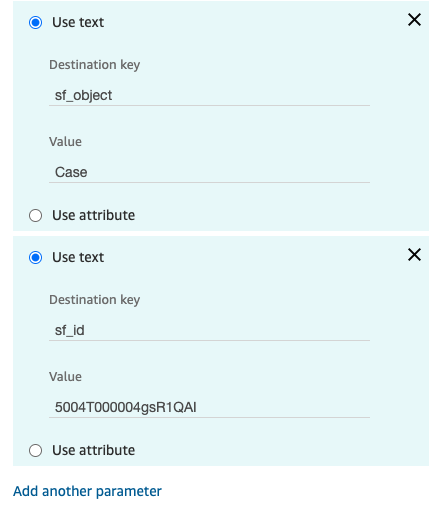 Use text
Destination key
sf_object
Value
Case
Use attribute
Use text
Destination key
sf_id
Value
5004T000004gsR1QAI
Use attribute
Add another parameter